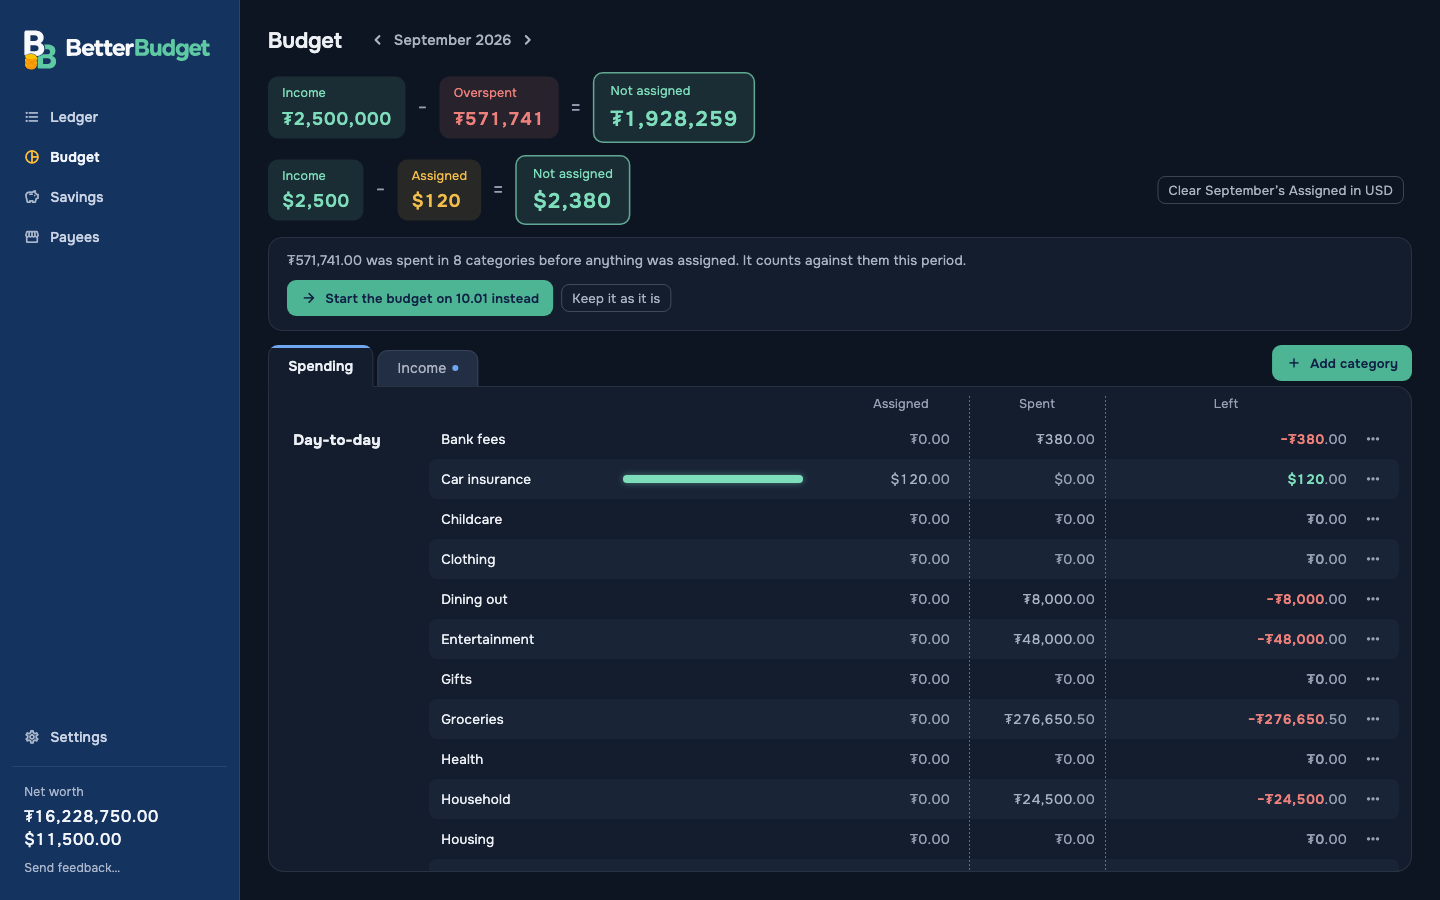 BetterBudget
Ledger
Budget
Savings
Payees
Settings
Net worth
₮16,228,750.00
$11,500.00
Send feedback...
Budget
September 2026
Income
₮2,500,000
-
Overspent
₮571,741
=
Not assigned
₮1,928,259
Income
$2,500
-
Assigned
$120
=
Not assigned
$2,380
Clear September's Assigned in USD
₮571,741.00 was spent in 8 categories before anything was assigned. It counts against them this period.
Start the budget on 10.01 instead
Keep it as it is
Spending
Income
Add category
Assigned Spent Left
Day-to-day
Bank fees ₮0.00 ₮380.00 -₮380.00
Car insurance $120.00 $0.00 $120.00
Childcare ₮0.00 ₮0.00 ₮0.00
Clothing ₮0.00 ₮0.00 ₮0.00
Dining out ₮0.00 ₮8,000.00 -₮8,000.00
Entertainment ₮0.00 ₮48,000.00 -₮48,000.00
Gifts ₮0.00 ₮0.00 ₮0.00
Groceries ₮0.00 ₮276,650.50 -₮276,650.50
Health ₮0.00 ₮0.00 ₮0.00
Household ₮0.00 ₮24,500.00 -₮24,500.00
Housing ₮0.00 ₮0.00 ₮0.00